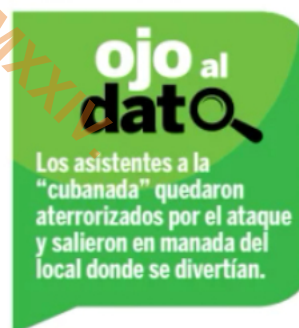 MXXIV.
ojo al
dato
Los asistentes a la
“cubanada” quedaron
aterrorizados por el ataque
y salieron en manada del
local donde se divertían.